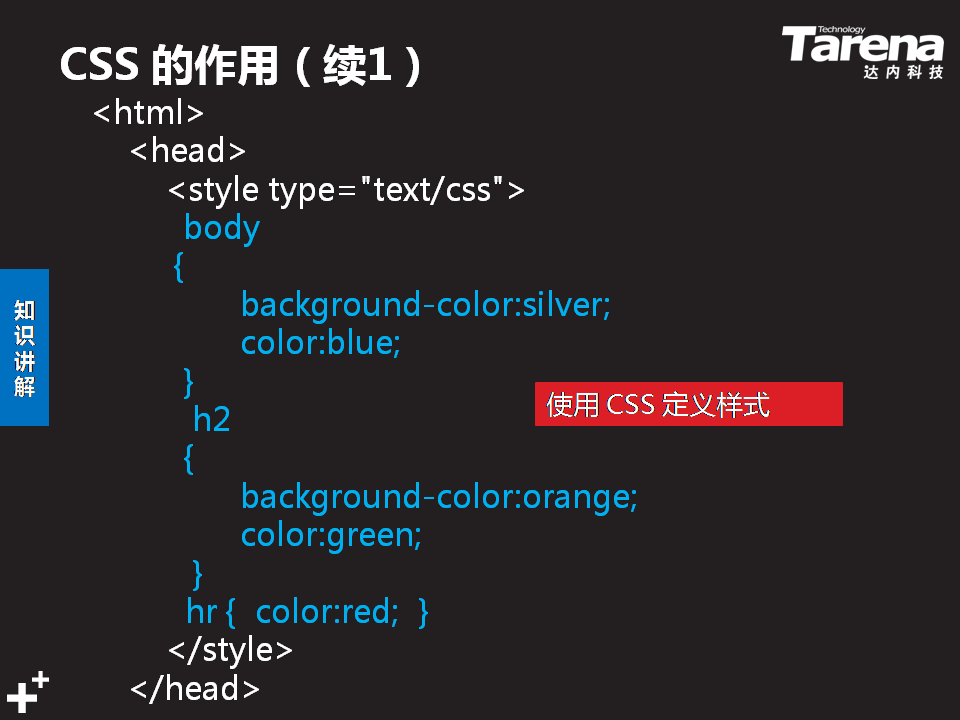 CSS 的作用（续1）
Technology
Tarena
达内科技
<html>
<head>
<style type="text/css">
body
{
background-color:silver;
color:blue;
}
h2
{
background-color:orange;
color:green;
}
hr { color:red; }
</style>
</head>
使用 CSS 定义样式
知识讲解